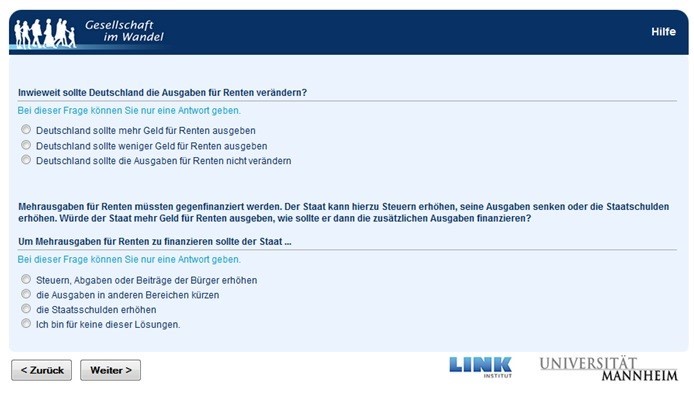 Gesellschaft
im Wandel
Hilfe
Inwieweit sollte Deutschland die Ausgaben für Renten verändern?
Bei dieser Frage können Sie nur eine Antwort geben.
Deutschland sollte mehr Geld für Renten ausgeben
Deutschland sollte weniger Geld für Renten ausgeben
Deutschland sollte die Ausgaben für Renten nicht verändern
Mehrausgaben für Renten müssten gegenfinanziert werden. Der Staat kann hierzu Steuern erhöhen, seine Ausgaben senken oder die Staatschulden
erhöhen. Würde der Staat mehr Geld für Renten ausgeben, wie sollte er dann die zusätzlichen Ausgaben finanzieren?
Um Mehrausgaben für Renten zu finanzieren sollte der Staat ...
Bei dieser Frage können Sie nur eine Antwort geben.
Steuern, Abgaben oder Beiträge der Bürger erhöhen
die Ausgaben in anderen Bereichen kürzen
die Staatsschulden erhöhen
Ich bin für keine dieser Lösungen.
< Zurück
Weiter >
LINK
INSTITUT
UNIVERSITÄT
MANNHEIM